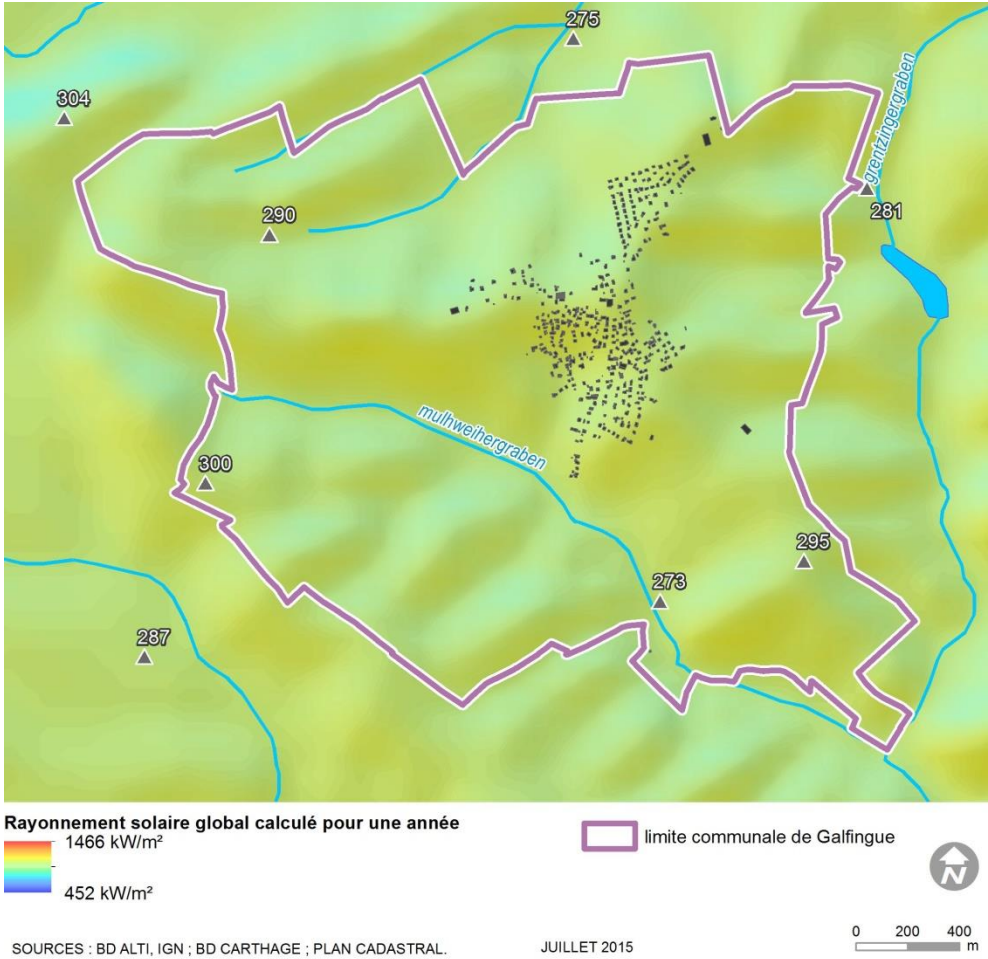 275
304
grentzingergraben
281
290
mulhweihergraben
300
295
273
287
Rayonnement solaire global calculé pour une année
1466 kW/m²
452 kW/m²
limite communale de Galfingue
N
SOURCES : BD ALTI, IGN ; BD CARTHAGE ; PLAN CADASTRAL.
JUILLET 2015
0 200 400
m